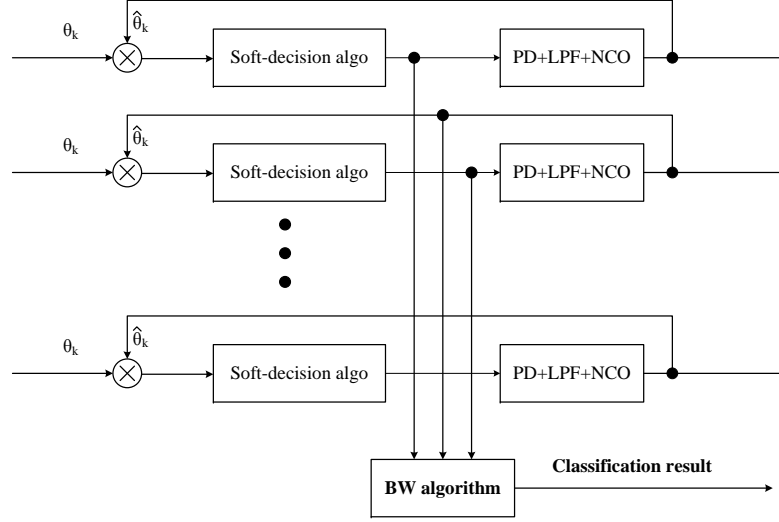 θ̂k
θk
Soft-decision algo
PD+LPF+NCO
θ̂k
θk
Soft-decision algo
PD+LPF+NCO
θ̂k
θk
Soft-decision algo
PD+LPF+NCO
Classification result
BW algorithm